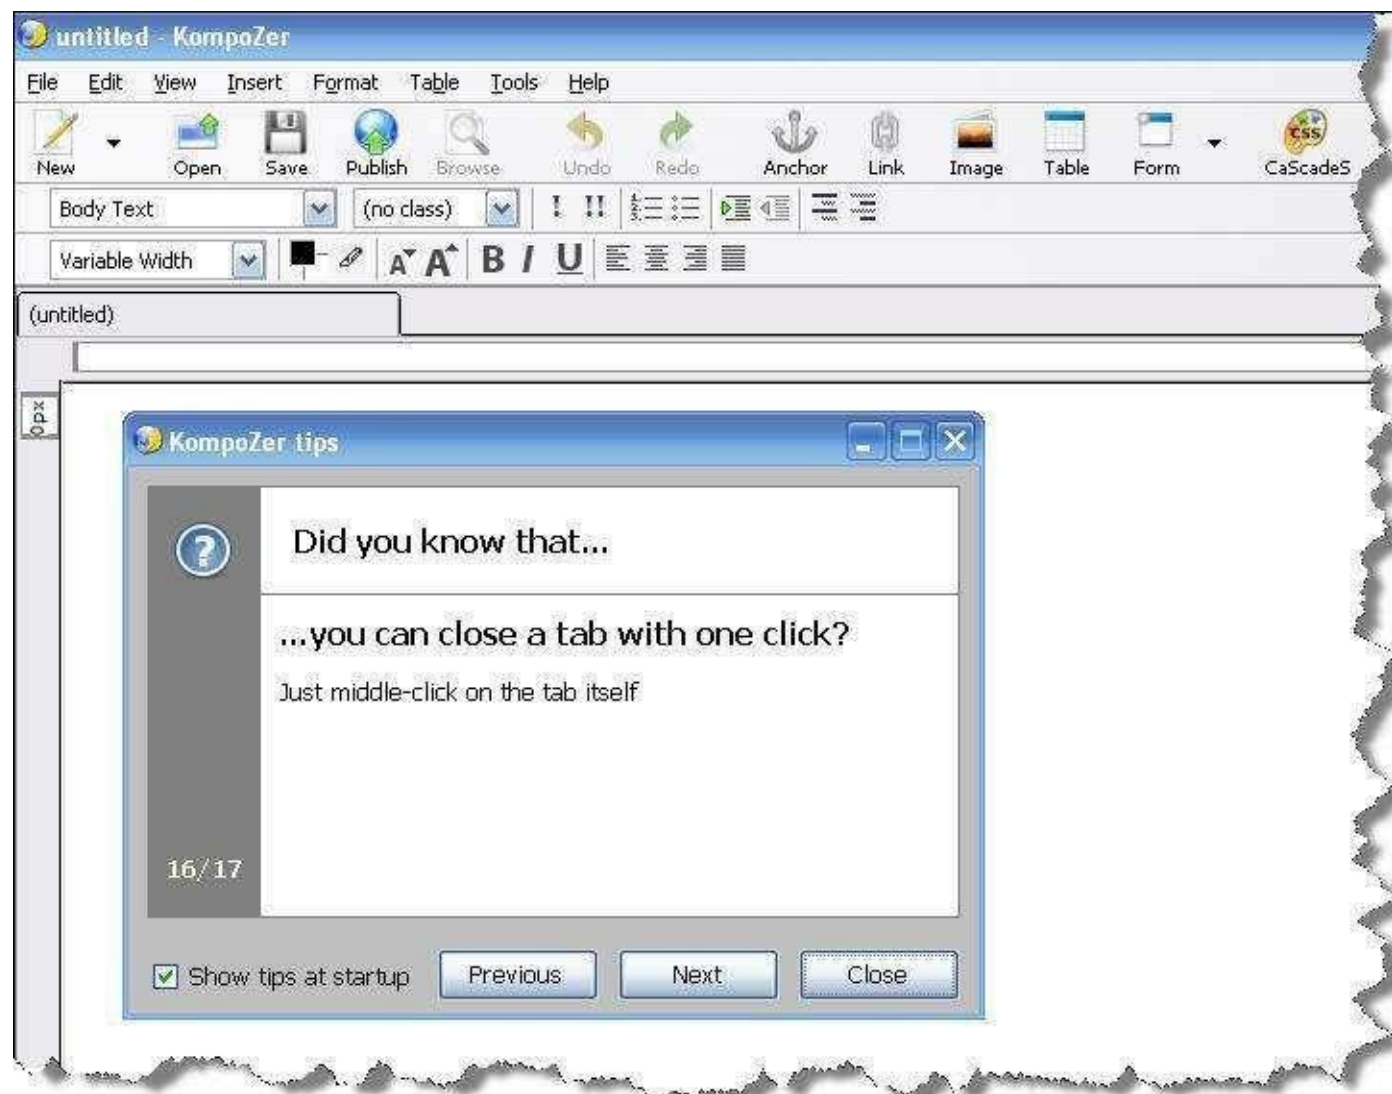 untitled - KompoZer
File Edit View Insert Format Table Tools Help
New Open Save Publish Browse Undo Redo Anchor Link Image Table Form CaScadeS
Body Text (no class)
Variable Width A A B I U
(untitled)
0px
KompoZer tips
Did you know that...
...you can close a tab with one click?
Just middle-click on the tab itself
16/17
Show tips at startup Previous Next Close